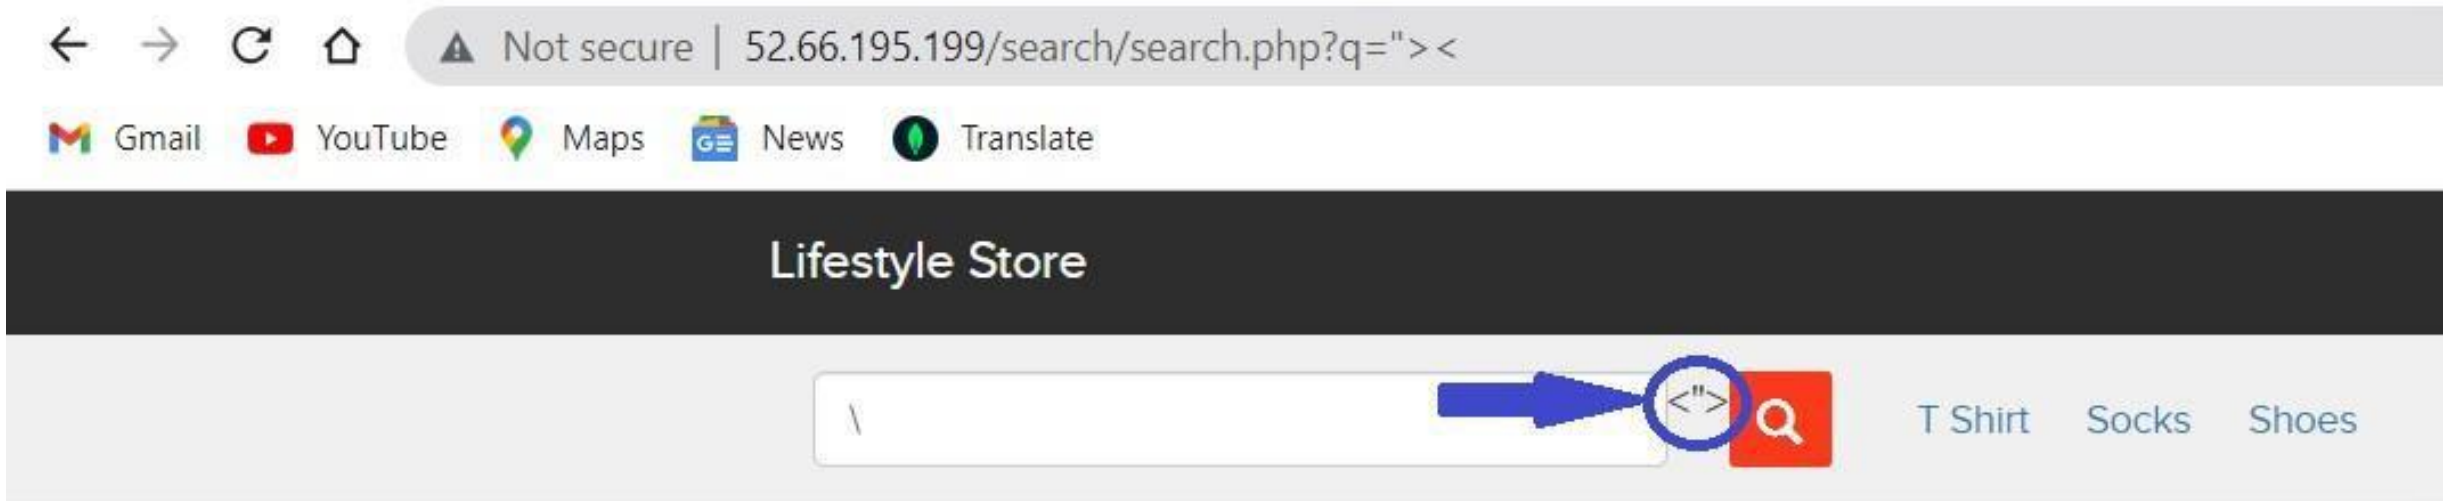 Not secure | 52.66.195.199/search/search.php?q="><
Gmail YouTube Maps GE News Translate
Lifestyle Store
\ <"> T Shirt Socks Shoes